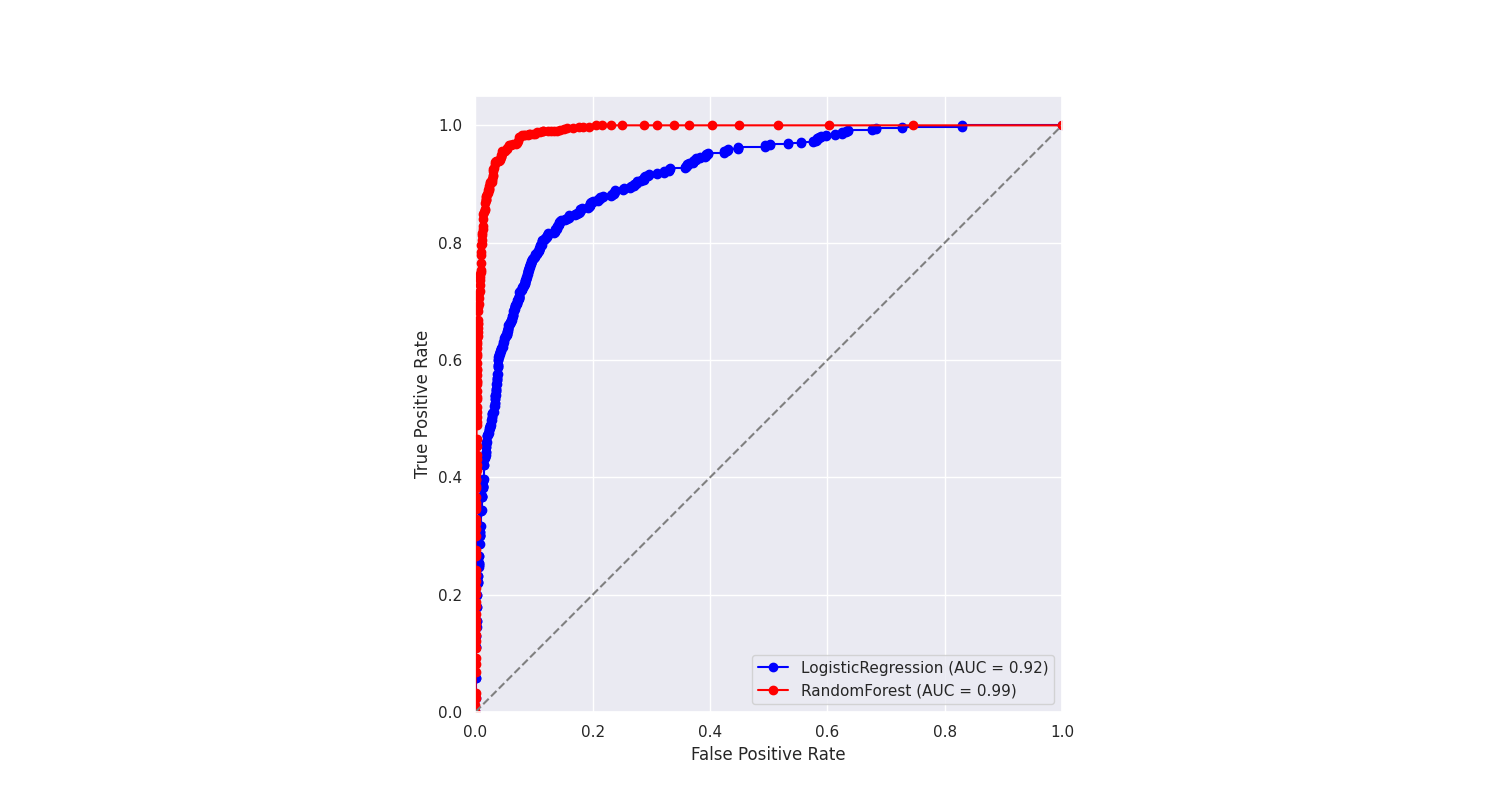 1.0
0.8
0.6
0.4
0.2
0.0
True Positive Rate
LogisticRegression (AUC = 0.92)
RandomForest (AUC = 0.99)
0.0 0.2 0.4 0.6 0.8 1.0
False Positive Rate